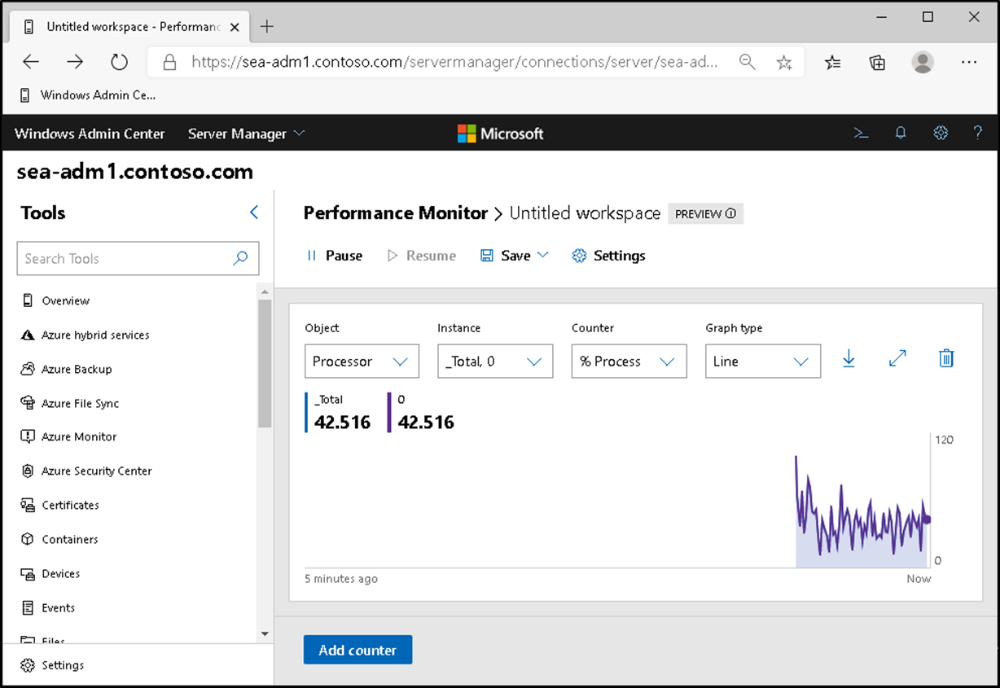 Untitled workspace - Performanc
https://sea-adm1.contoso.com/servermanager/connections/server/sea-ad...
Windows Admin Ce...
Windows Admin Center Server Manager Microsoft
sea-adm1.contoso.com
Tools
Search Tools
Overview
Azure hybrid services
Azure Backup
Azure File Sync
Azure Monitor
Azure Security Center
Certificates
Containers
Devices
Events
Files
Settings
Performance Monitor > Untitled workspace PREVIEW
Pause Resume Save Settings
Object Instance Counter Graph type
Processor _Total, 0 % Process Line
_Total 0
42.516 42.516
120
0
5 minutes ago Now
Add counter